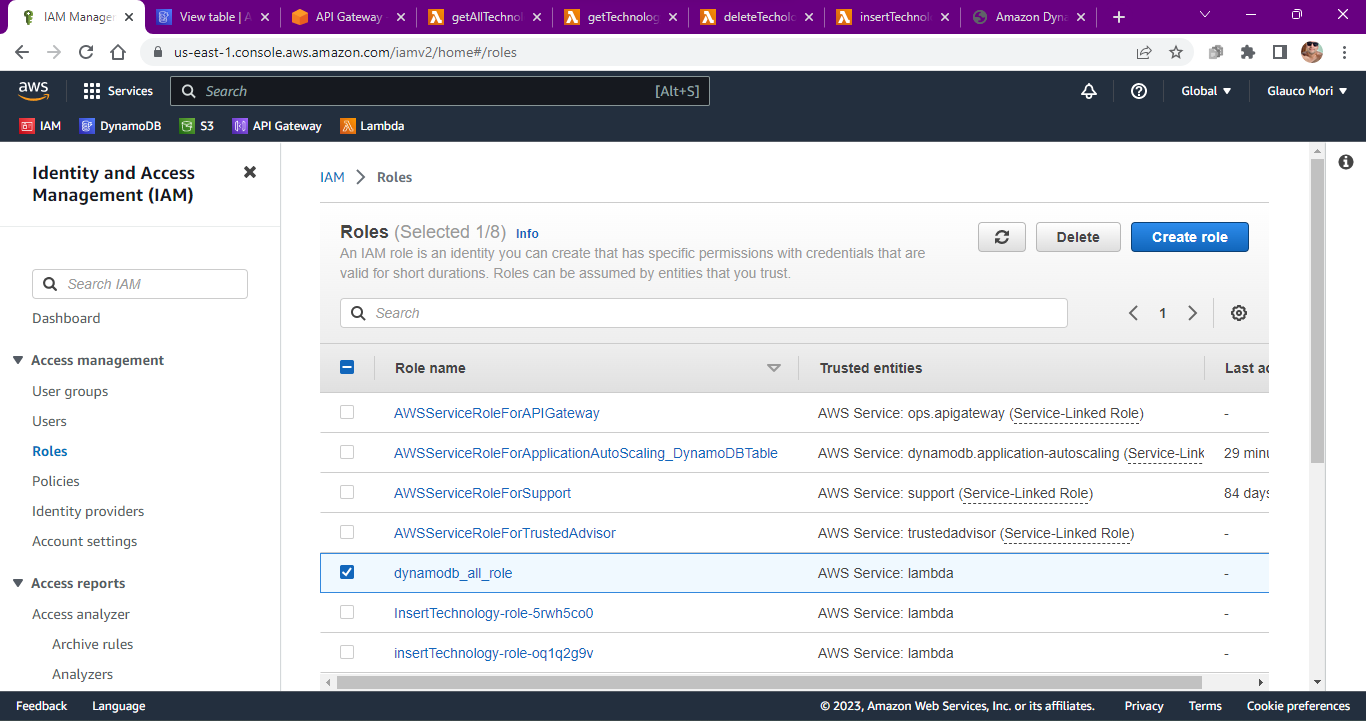 IAM Manager
View table | A
API Gateway
getAllTechnol
getTechnolog
deleteTechol
insertTechnol
Amazon Dyna
us-east-1.console.aws.amazon.com/iamv2/home#/roles
aws
Services
Search
[Alt+S]
Global
Glauco Mori
IAM
DynamoDB
S3
API Gateway
Lambda
Identity and Access
Management (IAM)
Search IAM
Dashboard
Access management
User groups
Users
Roles
Policies
Identity providers
Account settings
Access reports
Access analyzer
Archive rules
Analyzers
IAM > Roles
Roles (Selected 1/8) Info
An IAM role is an identity you can create that has specific permissions with credentials that are
valid for short durations. Roles can be assumed by entities that you trust.
Delete
Create role
Search
1
Role name Trusted entities Last ac
AWSServiceRoleForAPIGateway AWS Service: ops.apigateway (Service-Linked Role) -
AWSServiceRoleForApplicationAutoScaling_DynamoDBTable AWS Service: dynamodb.application-autoscaling (Service-Link 29 minu
AWSServiceRoleForSupport AWS Service: support (Service-Linked Role) 84 days
AWSServiceRoleForTrustedAdvisor AWS Service: trustedadvisor (Service-Linked Role) -
dynamodb_all_role AWS Service: lambda -
InsertTechnology-role-5rwh5co0 AWS Service: lambda -
insertTechnology-role-oq1q2g9v AWS Service: lambda -
Feedback Language © 2023, Amazon Web Services, Inc. or its affiliates. Privacy Terms Cookie preferences